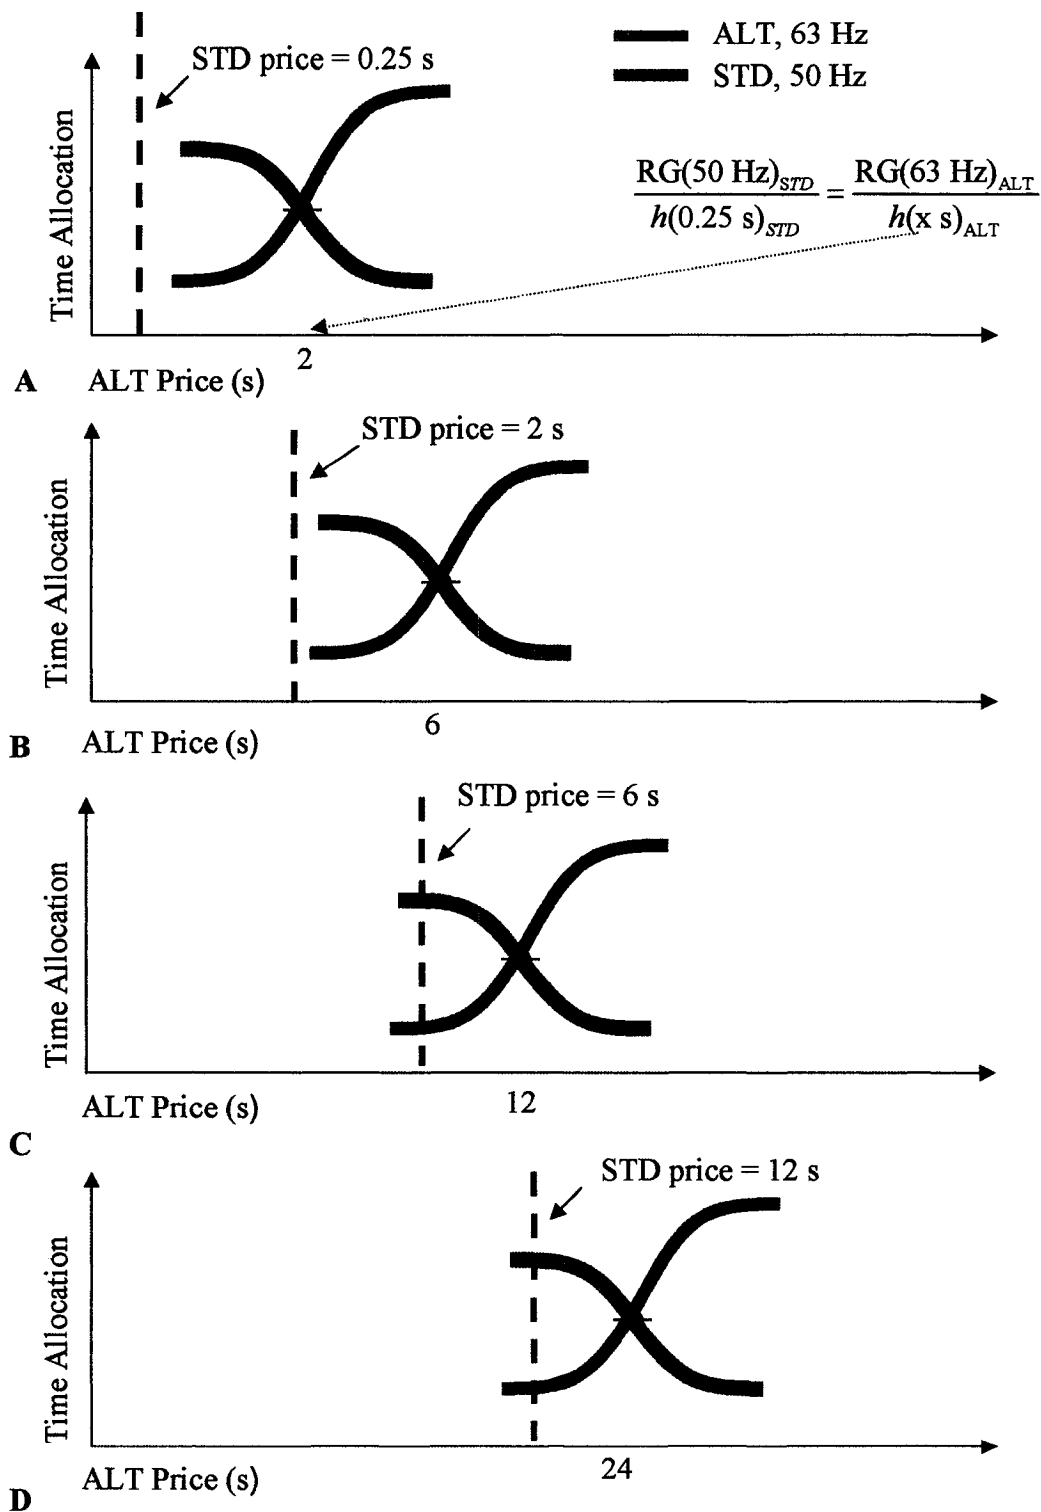 STD price = 0.25 s
ALT, 63 Hz
STD, 50 Hz
Time Allocation
RG(50 Hz)STD / h(0.25 s)STD = RG(63 Hz)ALT / h(x s)ALT
2
A ALT Price (s)
STD price = 2 s
Time Allocation
6
B ALT Price (s)
STD price = 6 s
Time Allocation
12
ALT Price (s)
C
STD price = 12 s
Time Allocation
24
ALT Price (s)
D